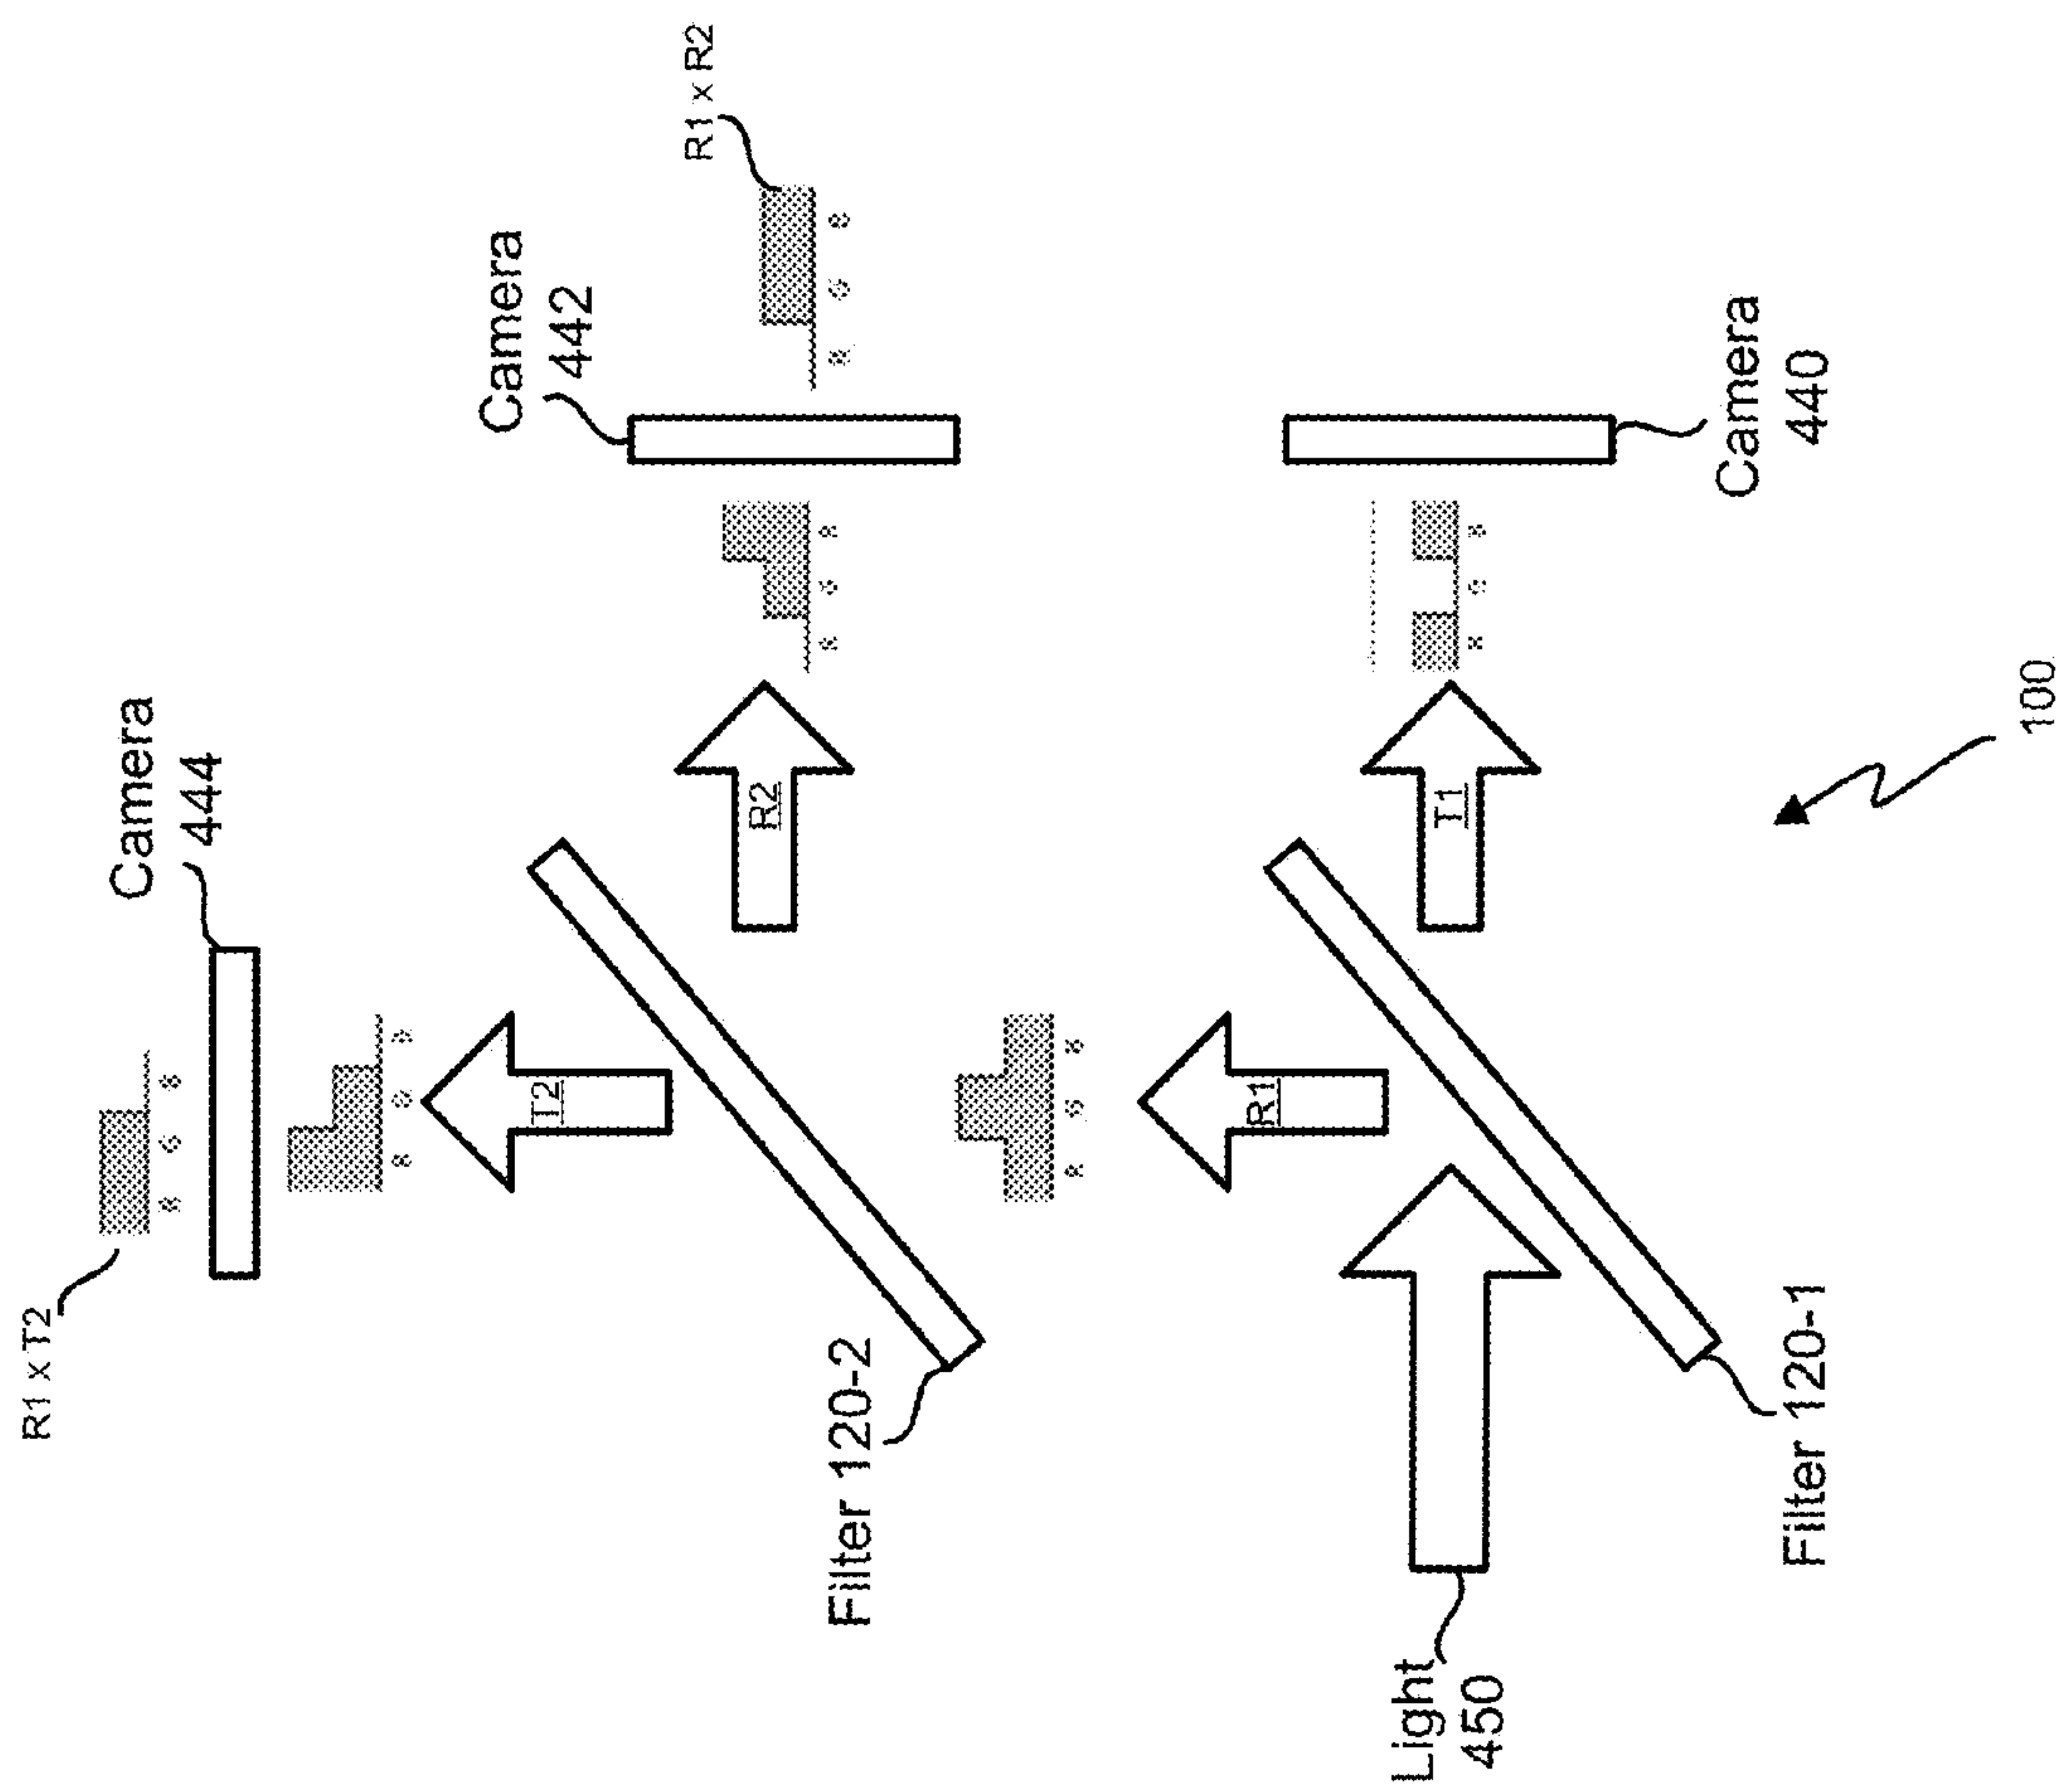 R1 x T2
Camera
444
R G B
R G B
T2
Filter 120-2
R1 x R2
Camera
442
R G B
R G B
R2
R G B
R1
T1
R G B
Camera
440
Light
450
Filter 120-1
100